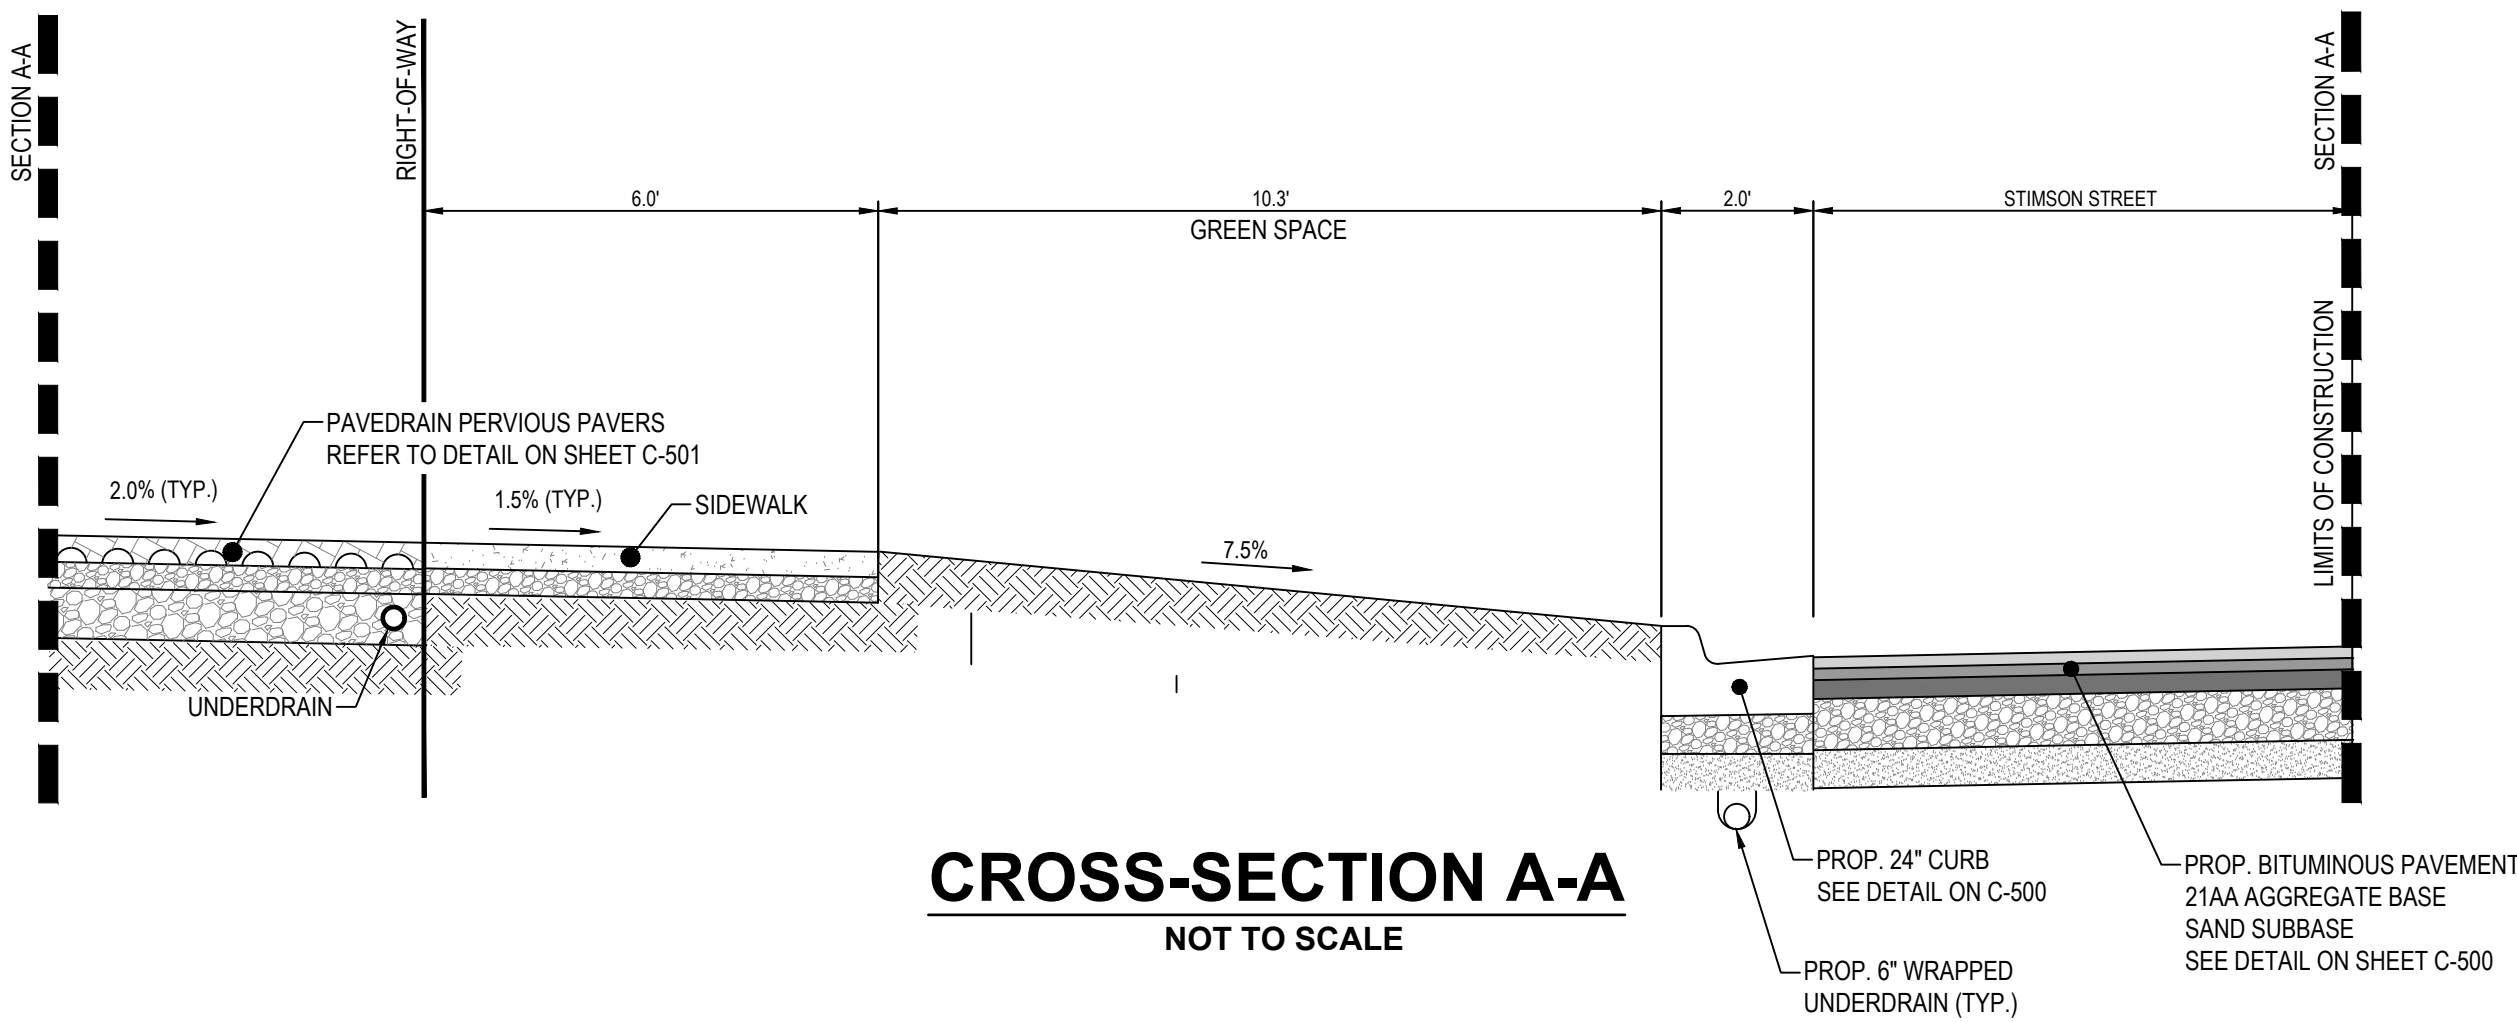 SECTION A-A
RIGHT-OF-WAY
SECTION A-A
6.0'
10.3'
2.0'
STIMSON STREET
GREEN SPACE
LIMITS OF CONSTRUCTION
PAVEDRAIN PERVIOUS PAVERS
REFER TO DETAIL ON SHEET C-501
2.0% (TYP.)
1.5% (TYP.)
SIDEWALK
7.5%
UNDERDRAIN
CROSS-SECTION A-A
NOT TO SCALE
PROP. 24" CURB
SEE DETAIL ON C-500
PROP. BITUMINOUS PAVEMENT
21AA AGGREGATE BASE
SAND SUBBASE
SEE DETAIL ON SHEET C-500
PROP. 6" WRAPPED
UNDERDRAIN (TYP.)